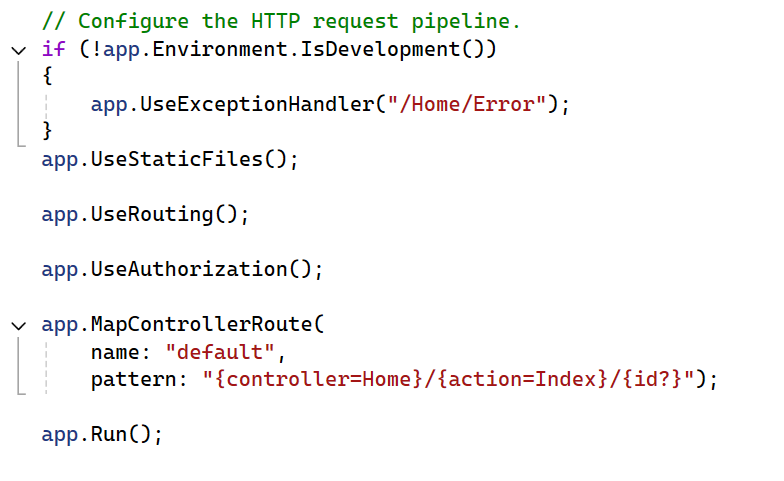 // Configure the HTTP request pipeline.
if (!app.Environment.IsDevelopment())
{
    app.UseExceptionHandler("/Home/Error");
}
app.UseStaticFiles();

app.UseRouting();

app.UseAuthorization();

app.MapControllerRoute(
    name: "default",
    pattern: "{controller=Home}/{action=Index}/{id?}");

app.Run();